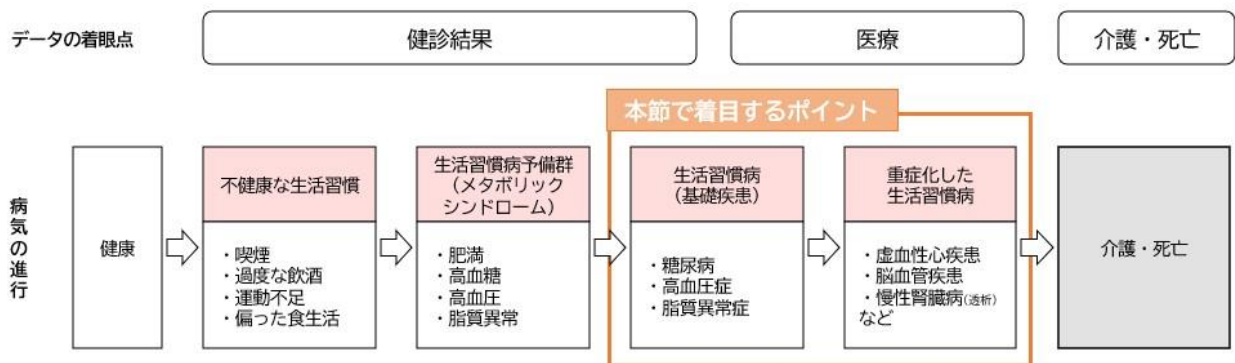 データの着眼点
健診結果
医療
介護・死亡
本節で着目するポイント
病気の進行
健康
不健康な生活習慣
・喫煙
・過度な飲酒
・運動不足
・偏った食生活
生活習慣病予備群
（メタボリック
シンドローム）
・肥満
・高血糖
・高血圧
・脂質異常
生活習慣病
（基礎疾患）
・糖尿病
・高血圧症
・脂質異常症
重症化した
生活習慣病
・虚血性心疾患
・脳血管疾患
・慢性腎臓病(透析)
など
介護・死亡